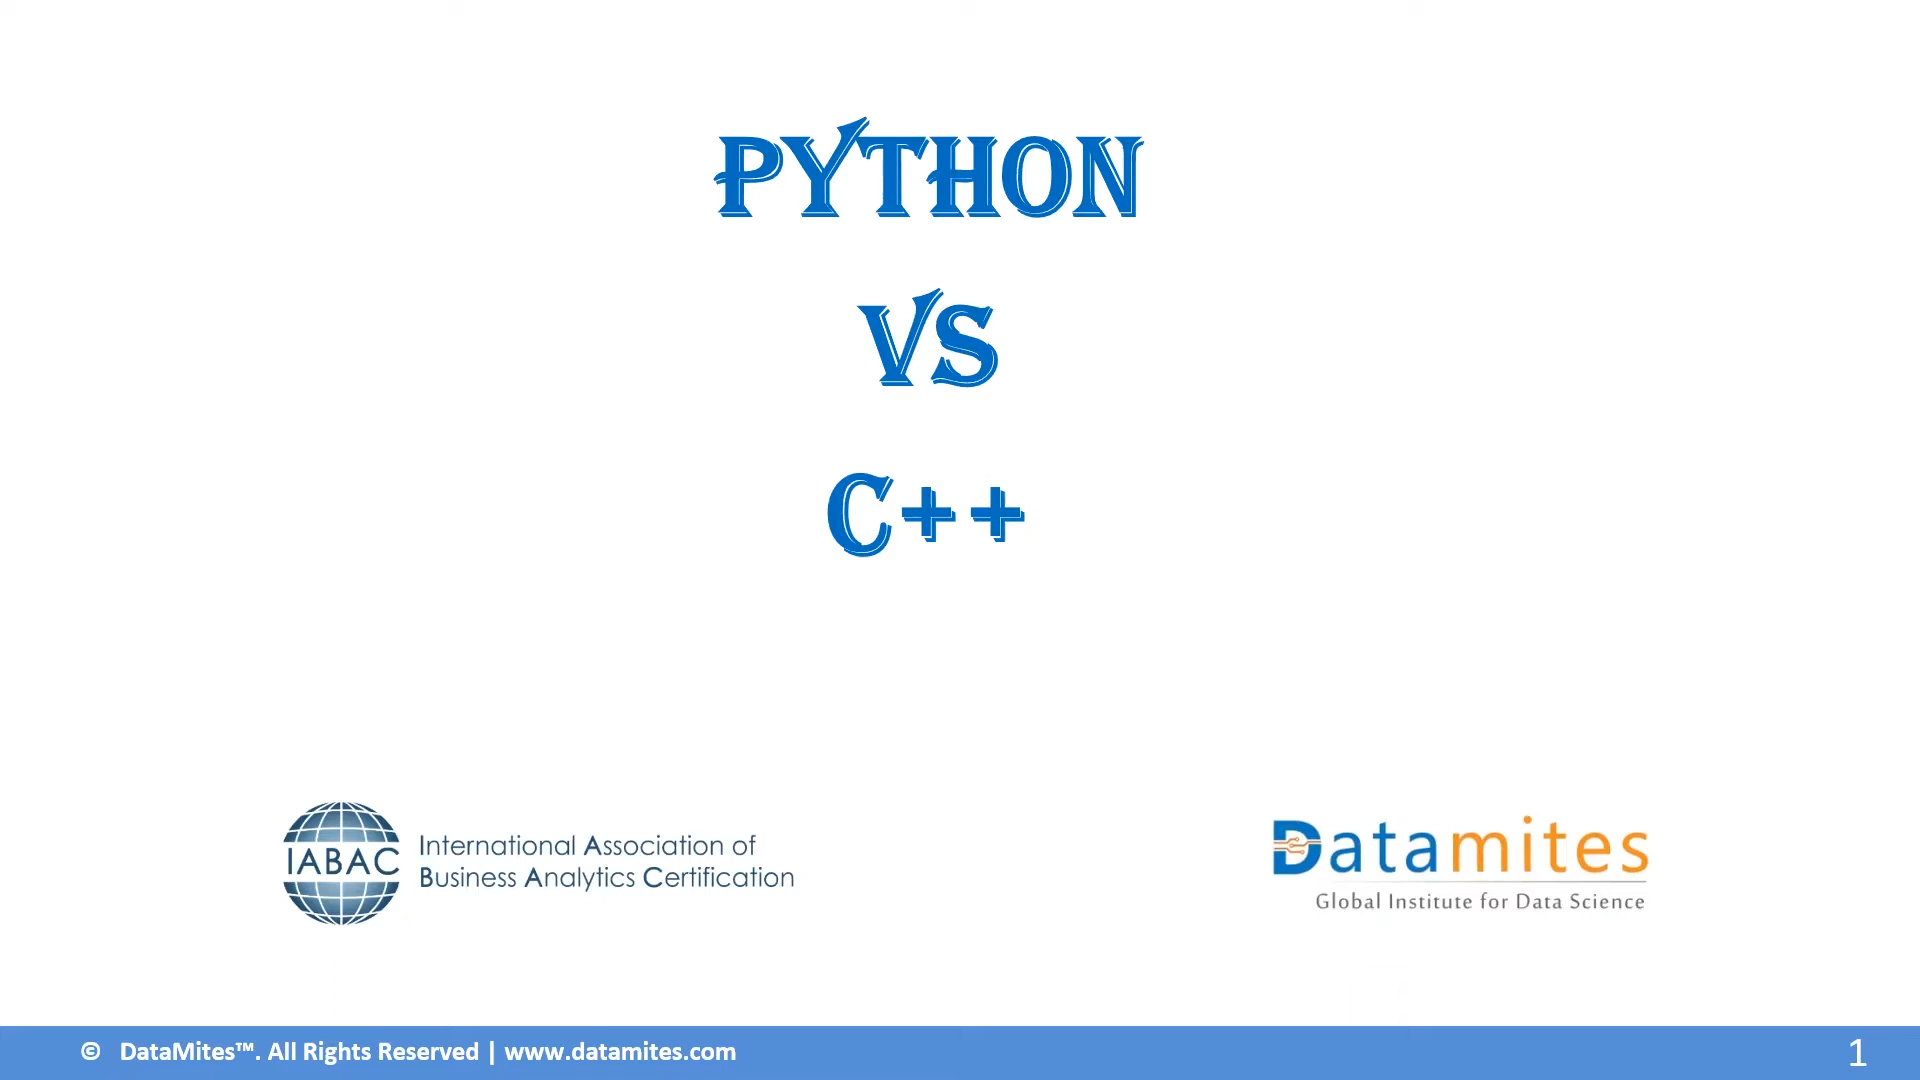 PYTHON
VS
C++
IABAC
International Association of
Business Analytics Certification
Datamites
Global Institute for Data Science
© DataMites™. All Rights Reserved | www.datamites.com
1